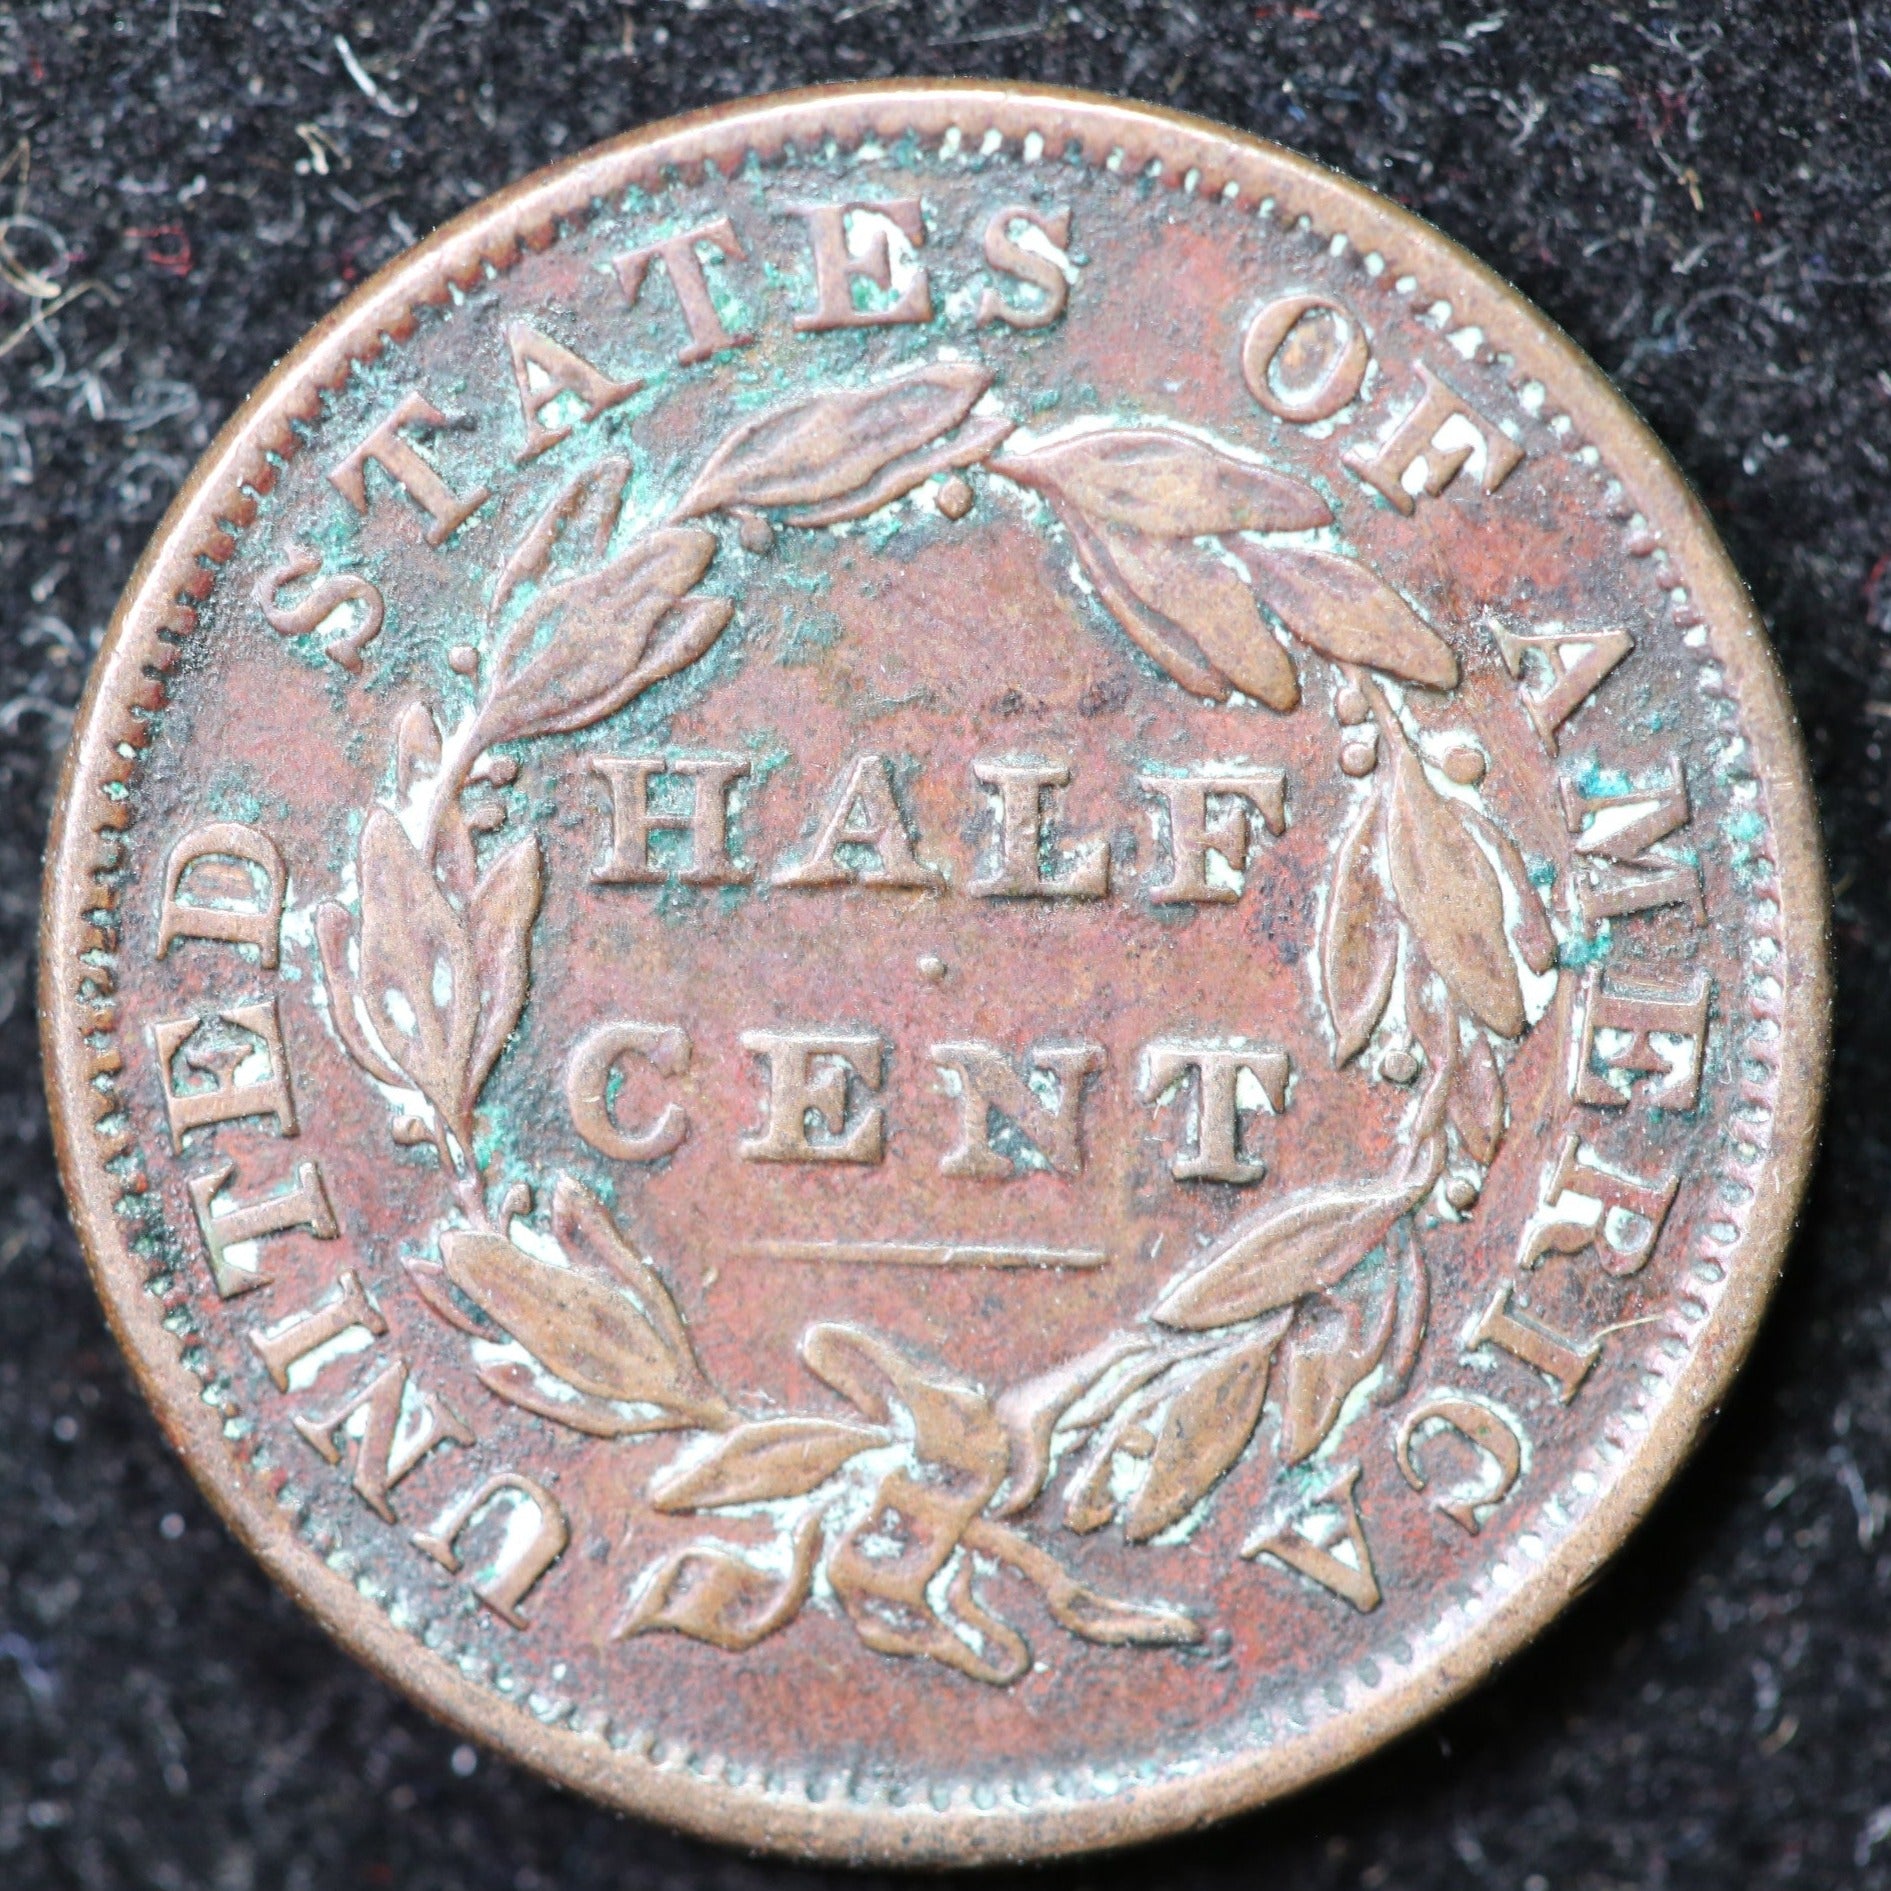 UNITED STATES OF AMERICA
HALF
CENT